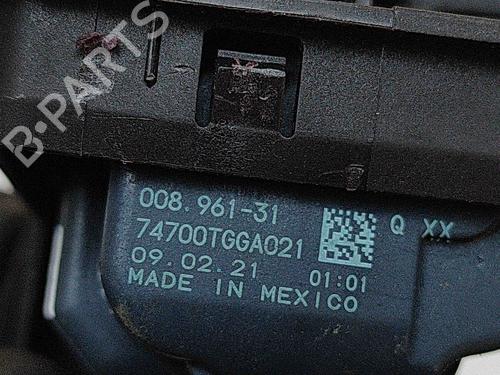 B-PARTS
008.961-31
74700TGGA021
Q XX
09.02.21 01:01
MADE IN MEXICO